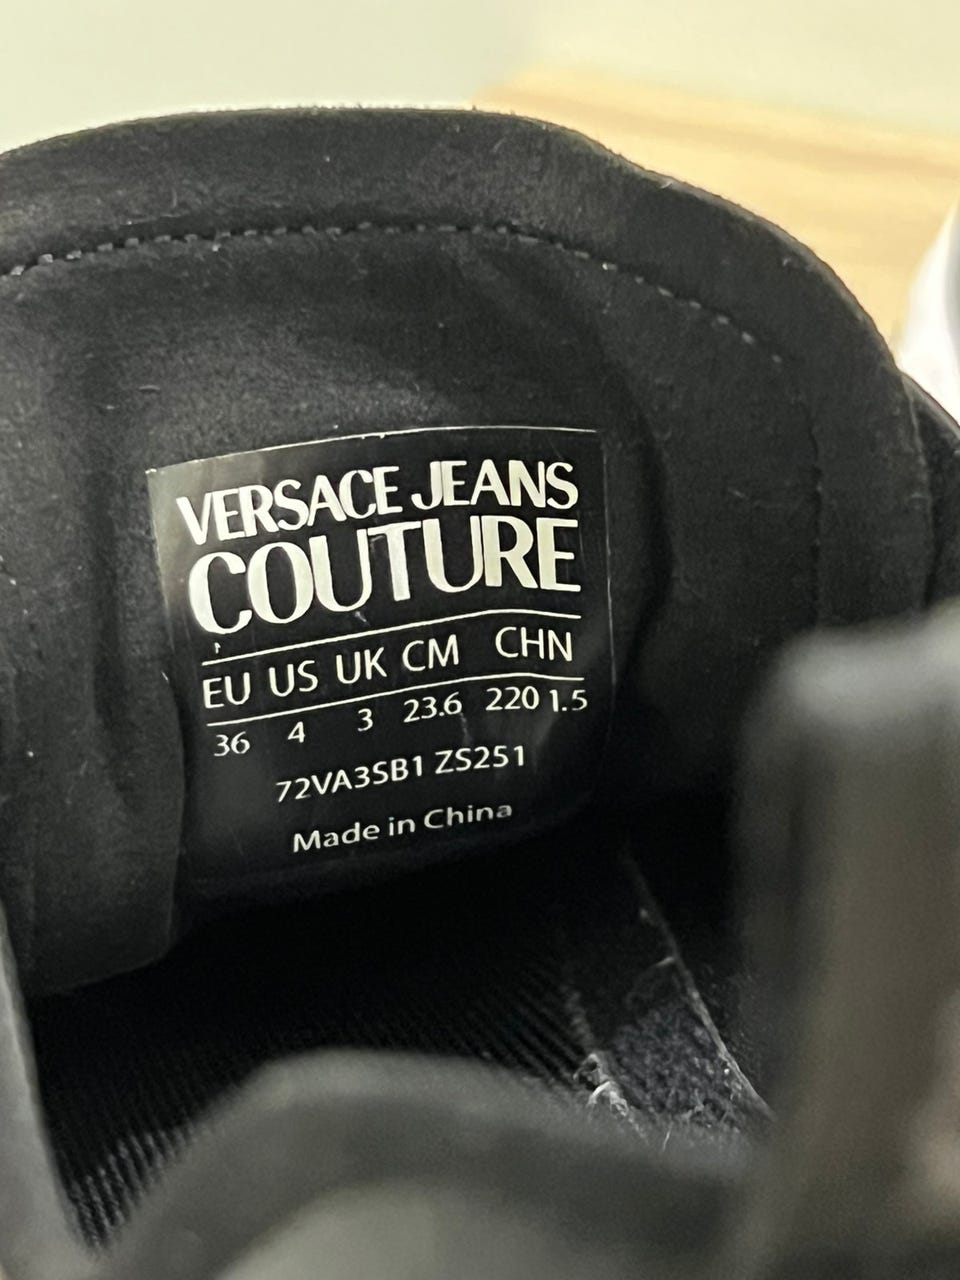 VERSACE JEANS
COUTURE
EU US UK CM CHN
36 4 3 23.6 220 1.5
72VA3SB1 ZS251
Made in China